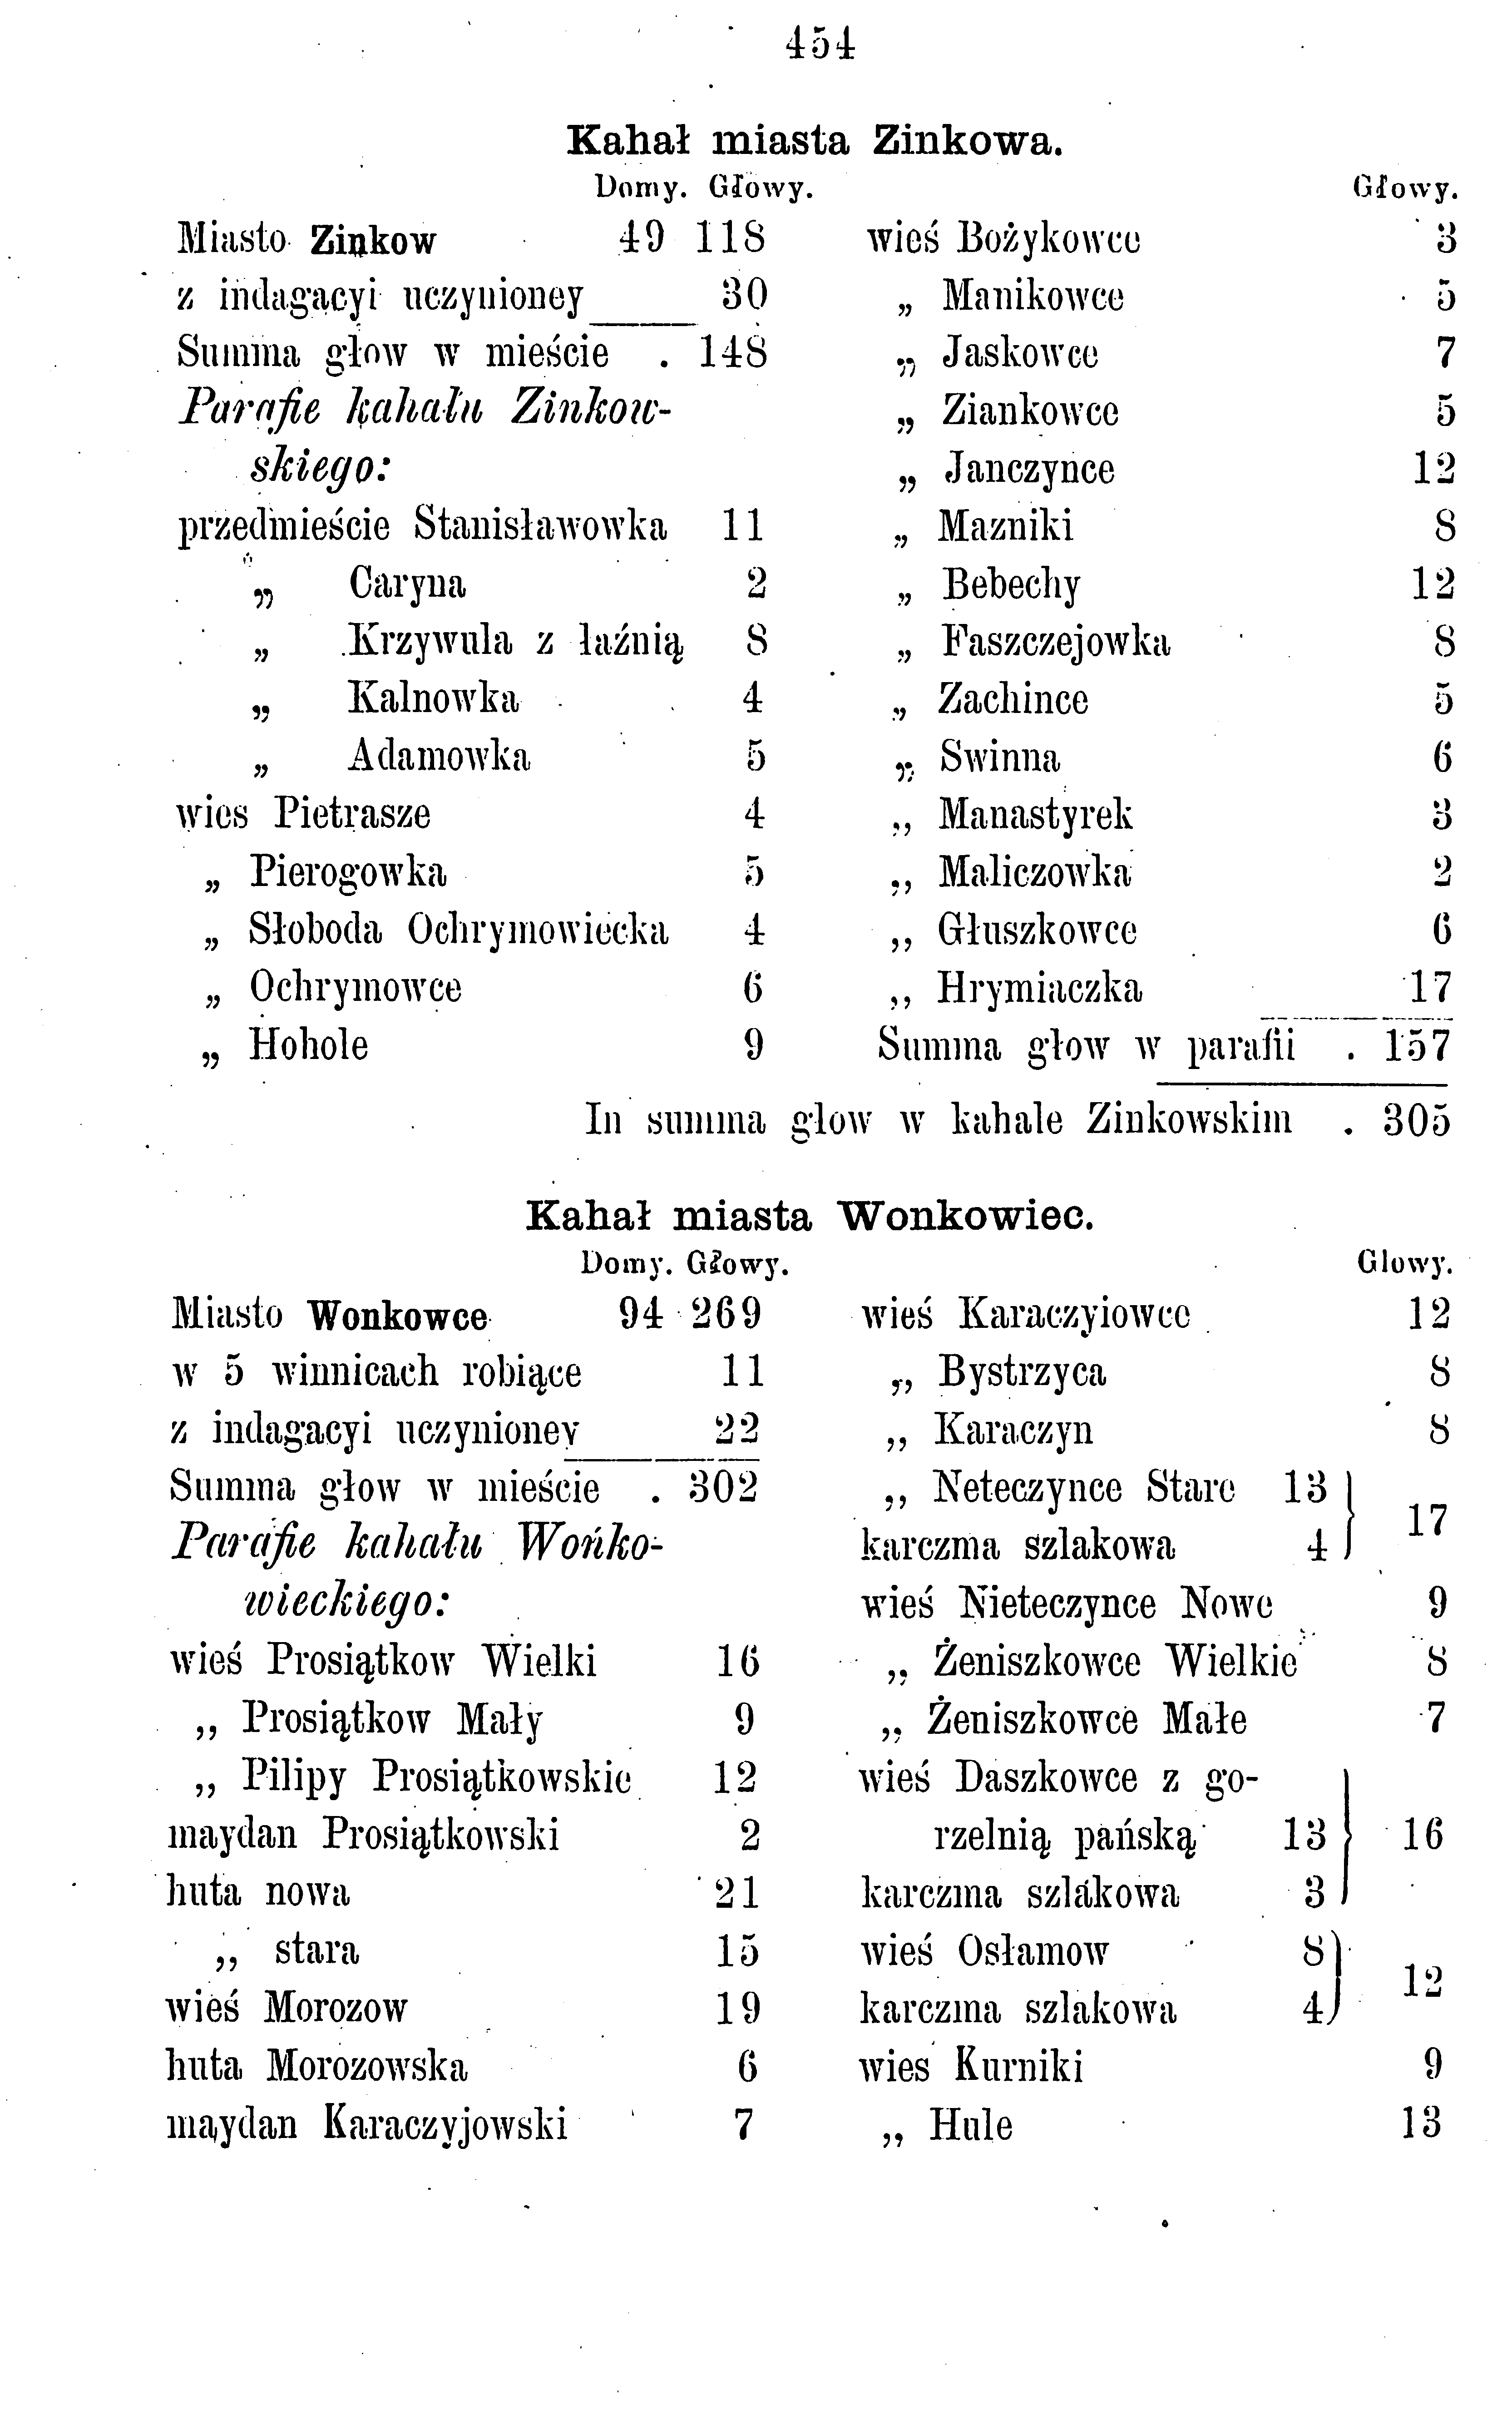 454
Kahał miasta Zinkowa.
Domy. Głowy.
Miasto Zinkow 49 118
z indagacyi uczynioney 30
Summa głow w mieście . 148
Parafie kahału Zinkow-
skiego:
przedmieście Stanisławowka 11
„ Caryna 2
„ Krzywula z łaźnią 8
„ Kalnowka 4
„ Adamowka 5
wies Pietrasze 4
„ Pierogowka 5
„ Słoboda Ochrymowiecka 4
„ Ochrymowce 6
„ Hohole 9
Głowy.
wieś Bożykowce 3
„ Manikowce 5
„ Jaskowce 7
„ Ziankowce 5
„ Janczynce 12
„ Mazniki 8
„ Bebechy 12
„ Faszczejowka 8
„ Zachince 5
„ Swinna 6
„ Manastyrek 3
„ Maliczowka 2
„ Głuszkowce 6
„ Hrymiaczka 17
Summa głow w parafii . 157
In summa głow w kahale Zinkowskim . 305
Kahał miasta Wonkowiec.
Domy. Głowy.
Miasto Wonkowce 94 269
w 5 winnicach robiące 11
z indagacyi uczynioney 22
Summa głow w mieście . 302
Parafie kahału Wońko-
wieckiego:
wieś Prosiątkow Wielki 16
„ Prosiątkow Mały 9
„ Pilipy Prosiątkowskie 12
maydan Prosiątkowski 2
huta nowa 21
„ stara 15
wieś Morozow 19
huta Morozowska 6
maydan Karaczyjowski 7
Glowy.
wieś Karaczyiowce 12
„ Bystrzyca 8
„ Karaczyn 8
„ Neteczynce Stare 13
17
karczma szlakowa 4
wieś Nieteczynce Nowe 9
„ Żeniszkowce Wielkie 8
„ Żeniszkowce Małe 7
wieś Daszkowce z go-
rzelnią pańską 13 16
karczma szlakowa 3
wieś Osłamow 8
12
karczma szlakowa 4
wies Kurniki 9
„ Hule 13